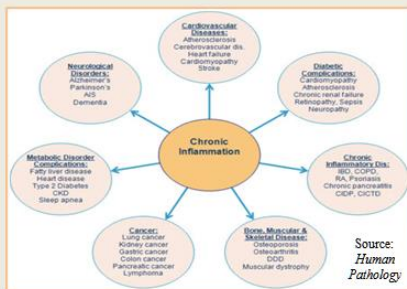 Cardiovascular
Diseases:
Atherosclerosis
Cerebrovascular dis.
Heart failure
Cardiomyopathy
Stroke
Neurological
Disorders:
Alzheimer's
Parkinson's
AIS
Dementia
Diabetic
Complications:
Cardiomyopathy
Atherosclerosis
Chronic renal failure
Retinopathy, Sepsis
Neuropathy
Chronic
Inflammation
Metabolic Disorder
Complications:
Fatty liver disease
Heart disease
Type 2 Diabetes
CKD
Sleep apnea
Chronic
Inflammatory Dis:
IBD, COPD,
RA, Psoriasis
Chronic pancreatitis
CIDP, CICTD
Cancer:
Lung cancer
Kidney cancer
Gastric cancer
Colon cancer
Pancreatic cancer
Lymphoma
Bone, Muscular &
Skeletal Disease:
Osteoporosis
Osteoarthritis
DDD
Muscular dystrophy
Source:
Human
Pathology